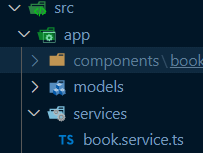 src
app
components\book
models
services
TS book.service.ts